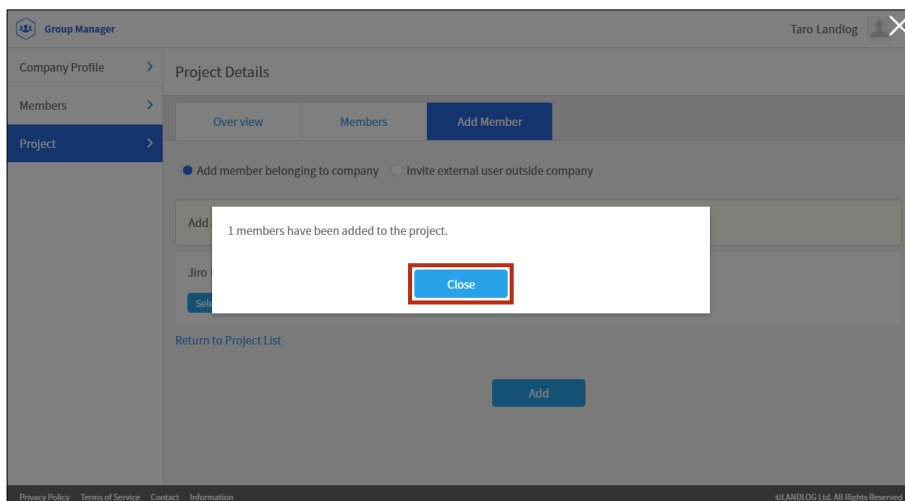 Group Manager
Taro Landlog
Company Profile
Members
Project
Project Details
Over view
Members
Add Member
Add member belonging to company
Invite external user outside company
Add
1 members have been added to the project.
Close
Jiro
Return to Project List
Add
Privacy Policy Terms of Service Contact Information
©LANDLOG Ltd. All Rights Reserved